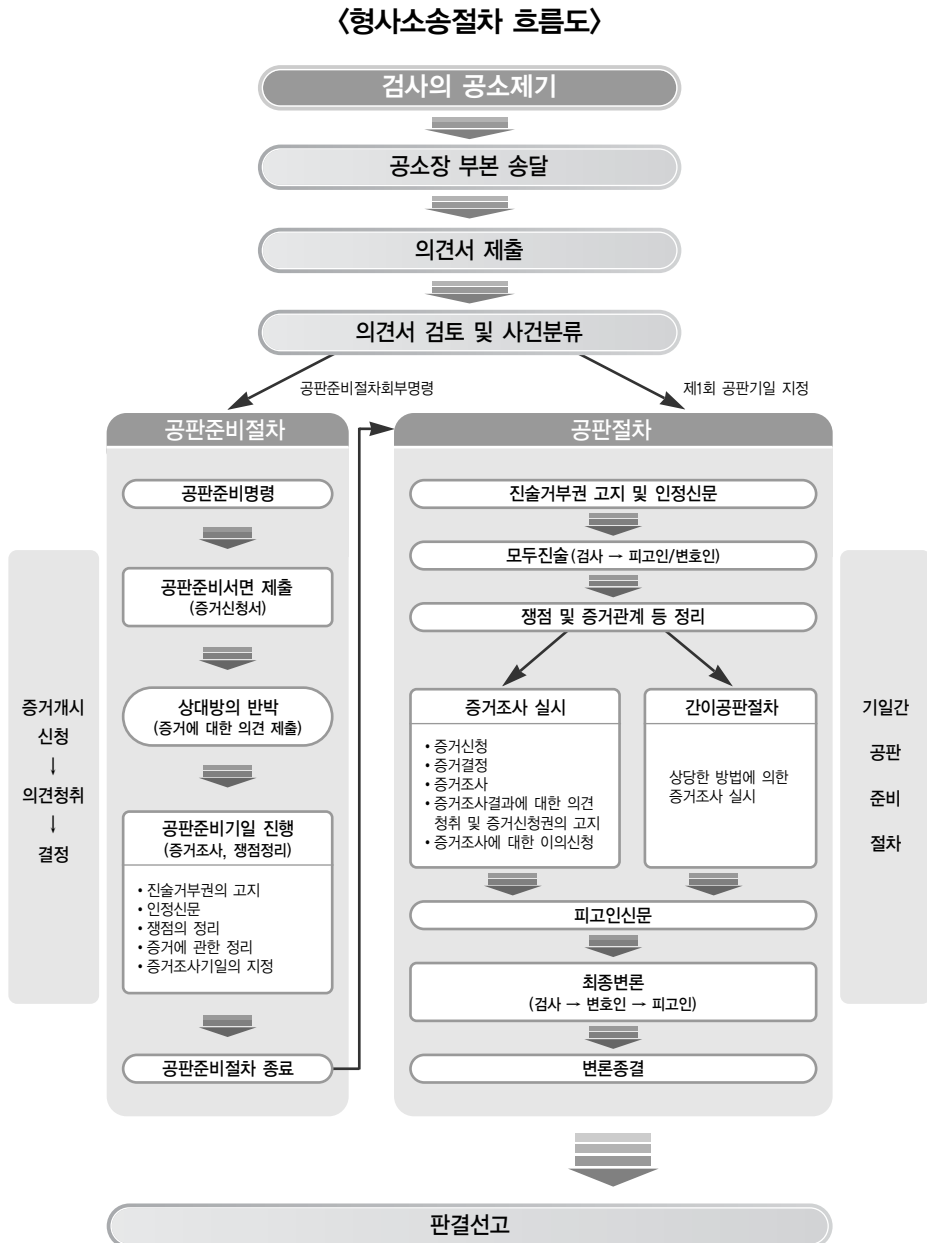 〈형사소송절차 흐름도〉
검사의 공소제기
공소장 부본 송달
의견서 제출
의견서 검토 및 사건분류
공판준비절차회부명령
제1회 공판기일 지정
공판준비절차
공판준비명령
공판준비서면 제출
(증거신청서)
상대방의 반박
(증거에 대한 의견 제출)
공판준비기일 진행
(증거조사, 쟁점정리)
• 진술거부권의 고지
• 인정신문
• 쟁점의 정리
• 증거에 관한 정리
• 증거조사기일의 지정
공판준비절차 종료
증거개시
신청
↓
의견청취
↓
결정
공판절차
진술거부권 고지 및 인정신문
모두진술(검사 → 피고인/변호인)
쟁점 및 증거관계 등 정리
증거조사 실시
• 증거신청
• 증거결정
• 증거조사
• 증거조사결과에 대한 의견
청취 및 증거신청권의 고지
• 증거조사에 대한 이의신청
간이공판절차
상당한 방법에 의한
증거조사 실시
피고인신문
최종변론
(검사 → 변호인 → 피고인)
변론종결
기일간
공판
준비
절차
판결선고